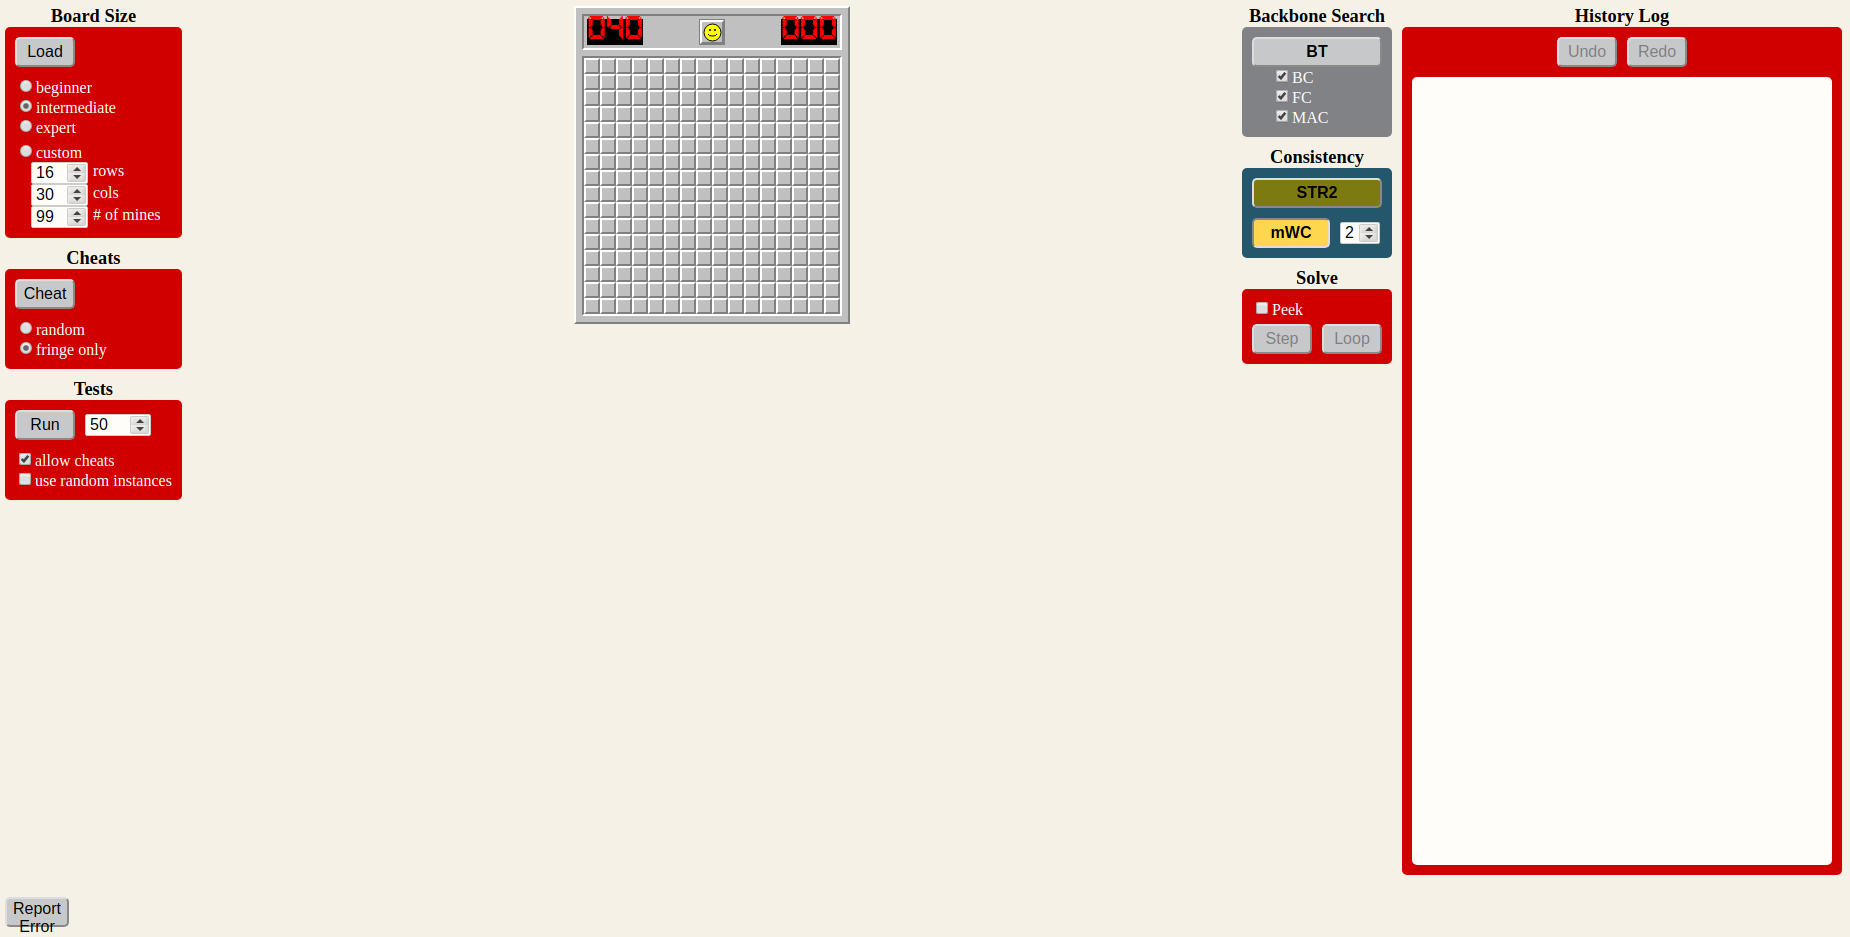 Board Size
Load
beginner
intermediate
expert
custom
16 rows
30 cols
99 # of mines
Cheats
Cheat
random
fringe only
Tests
Run 50
allow cheats
use random instances
Report
Error
040 000
Backbone Search
BT
BC
FC
MAC
Consistency
STR2
mWC 2
Solve
Peek
Step Loop
History Log
Undo Redo